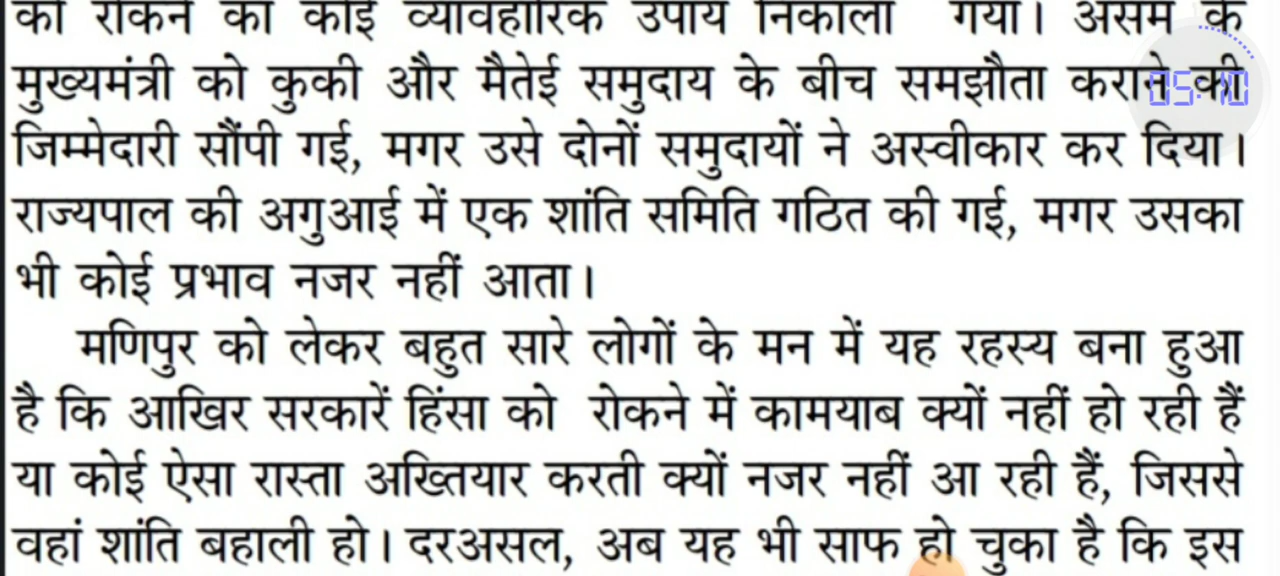 को रोकने का कोई व्यावहारिक उपाय निकाला गया। असम के
मुख्यमंत्री को कुकी और मैतेई समुदाय के बीच समझौता कराने की
जिम्मेदारी सौंपी गई, मगर उसे दोनों समुदायों ने अस्वीकार कर दिया।
राज्यपाल की अगुआई में एक शांति समिति गठित की गई, मगर उसका
भी कोई प्रभाव नजर नहीं आता।
मणिपुर को लेकर बहुत सारे लोगों के मन में यह रहस्य बना हुआ
है कि आखिर सरकारें हिंसा को रोकने में कामयाब क्यों नहीं हो रही हैं
या कोई ऐसा रास्ता अख्तियार करती क्यों नजर नहीं आ रही हैं, जिससे
वहां शांति बहाली हो। दरअसल, अब यह भी साफ हो चुका है कि इस
05:10